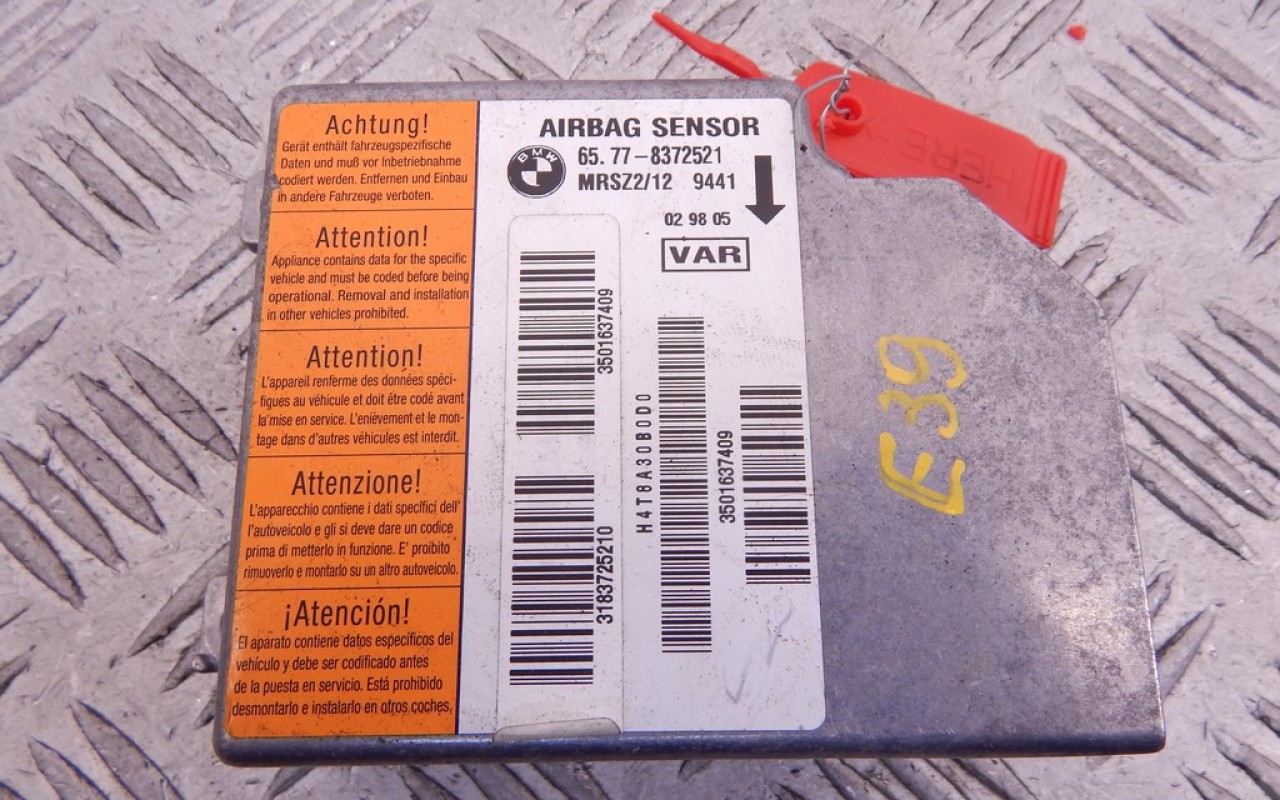 Achtung!
Gerät enthält fahrzeugspezifische
Daten und muß vor Inbetriebnahme
codiert werden. Entfernen und Einbau
in andere Fahrzeuge verboten.
Attention!
Appliance contains data for the specific
vehicle and must be coded before being
operational. Removal and installation
in other vehicles prohibited.
Attention!
L'appareil renferme des données spéci-
fiques au véhicule et doit été codé avant
la mise en service. L'enièvement et le mon-
tage dans d'autres véhicules est interdit.
Attenzione!
L'apparecchio contiene i dati specifici dell'
l'autoveicolo e gli si deve dare un codice
prima di metterlo in funzione. E' proibito
rimuoverlo e montarlo su un altro autoveicolo.
¡Atención!
El aparato contiene datos específicos del
vehículo y debe ser codificado antes
de la puesta en servicio. Está prohibido
desmontarlo e instalarlo en otros coches.
AIRBAG SENSOR
BMW
65. 77-8372521
MRSZ2/12 9441
02 98 05
VAR
3501637409
3183725210
H4T8A30B0D0
3501637409
E39